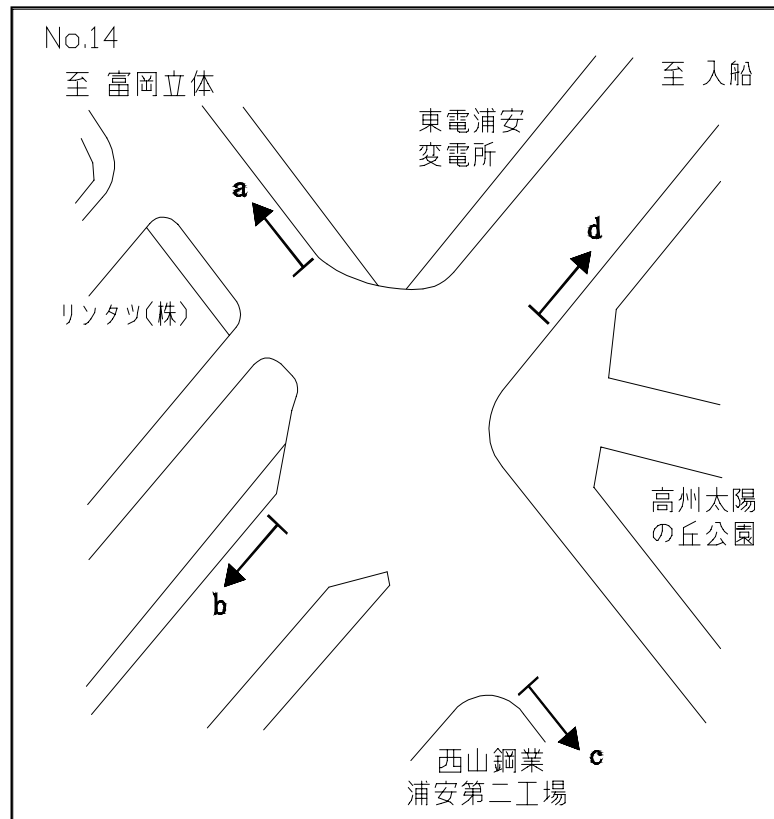 No.14
至 富岡立体
至 入船
東電浦安
変電所
a
d
リンタツ(株)
高州太陽
の丘公園
b
西山鋼業
浦安第二工場
c